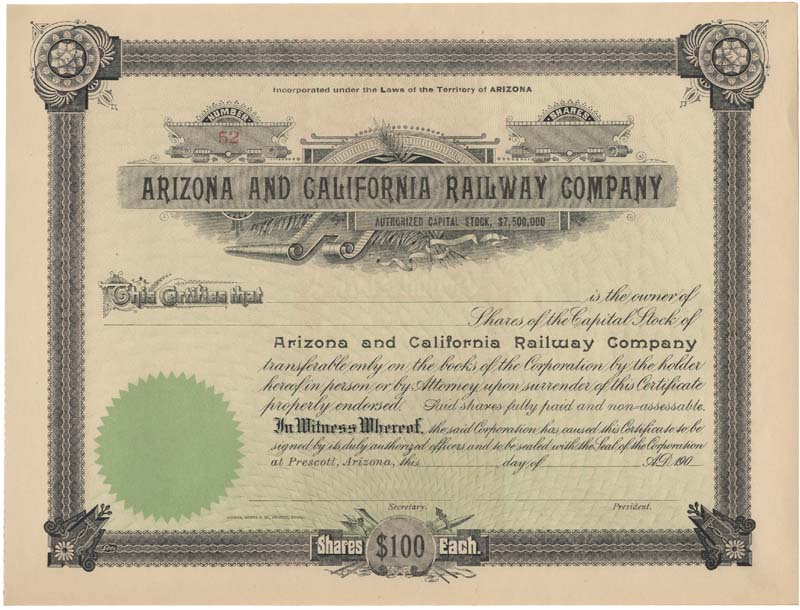 Incorporated under the Laws of the Territory of ARIZONA
NUMBER
52
SHARES
ARIZONA AND CALIFORNIA RAILWAY COMPANY
AUTHORIZED CAPITAL STOCK, $7,500,000
This Certifies that is the owner of
Shares of the Capital Stock of
Arizona and California Railway Company
transferable only on the books of the Corporation by the holder
hereof in person or by Attorney upon surrender of this Certificate
properly endorsed. Said shares fully paid and non-assessable.
In Witness Whereof, the said Corporation has caused this Certificate to be
signed by its duly authorized officers and to be sealed with the Seal of the Corporation
at Prescott, Arizona, this day of A.D. 190
Secretary. President.
Shares $100 Each.